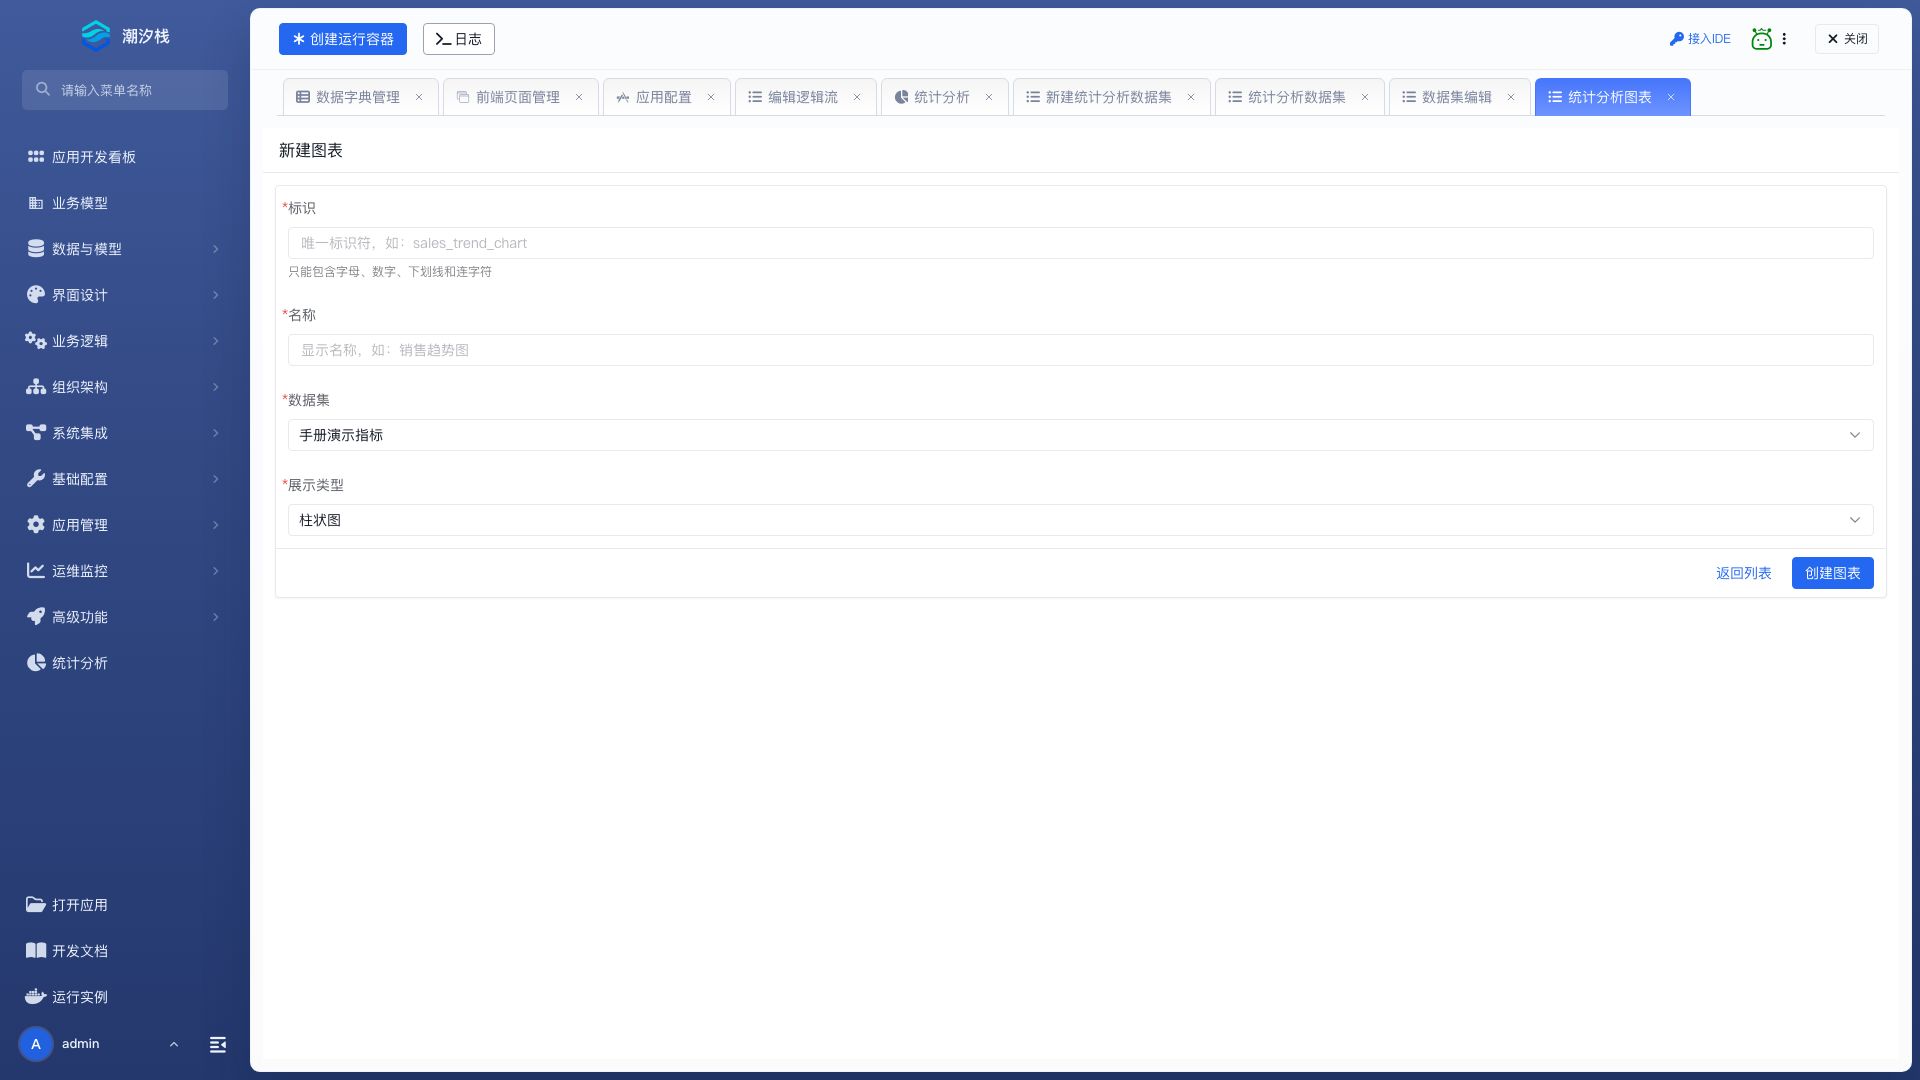 潮汐栈
请输入菜单名称
应用开发看板
业务模型
数据与模型
界面设计
业务逻辑
组织架构
系统集成
基础配置
应用管理
运维监控
高级功能
统计分析
打开应用
开发文档
运行实例
A admin
创建运行容器 日志 接入IDE 关闭
数据字典管理 前端页面管理 应用配置 编辑逻辑流 统计分析 新建统计分析数据集 统计分析数据集 数据集编辑 统计分析图表
新建图表
*标识
唯一标识符，如：sales_trend_chart
只能包含字母、数字、下划线和连字符
*名称
显示名称，如：销售趋势图
*数据集
手册演示指标
*展示类型
柱状图
返回列表 创建图表